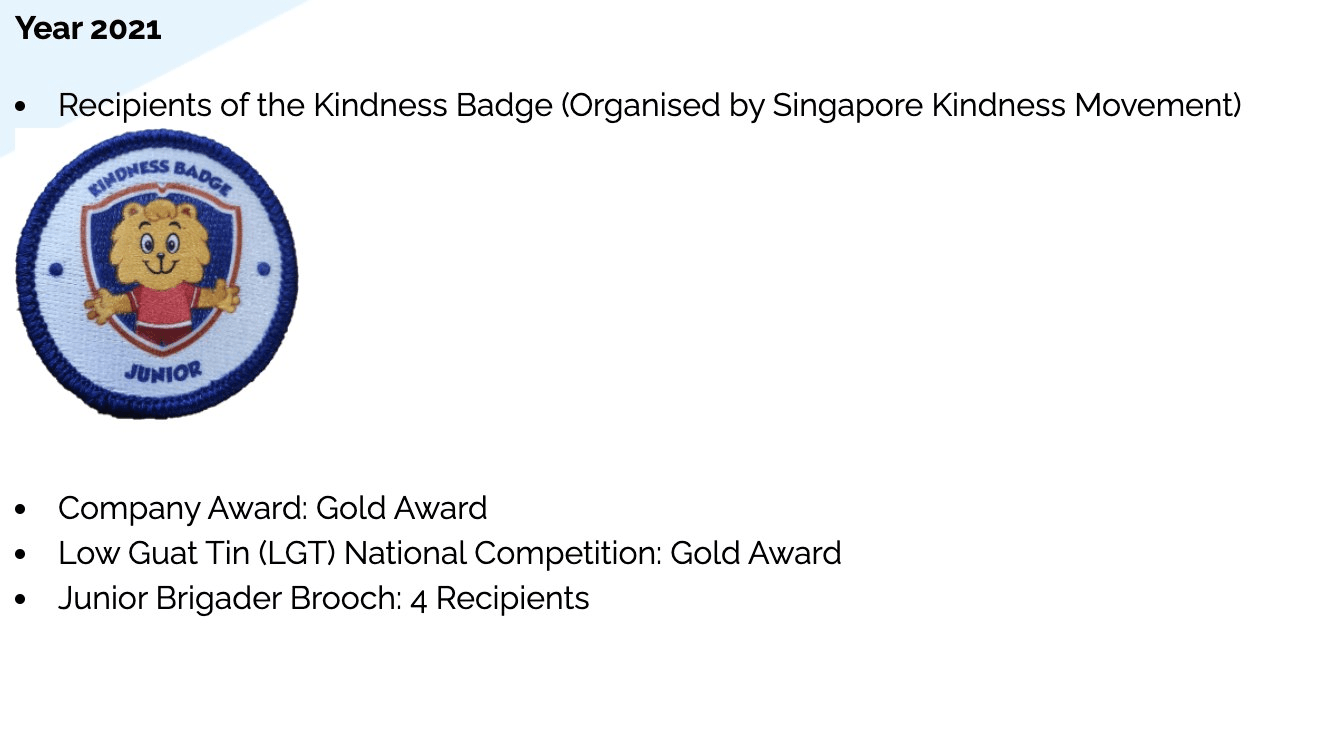 Year 2021
Recipients of the Kindness Badge (Organised by Singapore Kindness Movement)
KINDNESS BADGE
JUNIOR
Company Award: Gold Award
Low Guat Tin (LGT) National Competition: Gold Award
Junior Brigader Brooch: 4 Recipients